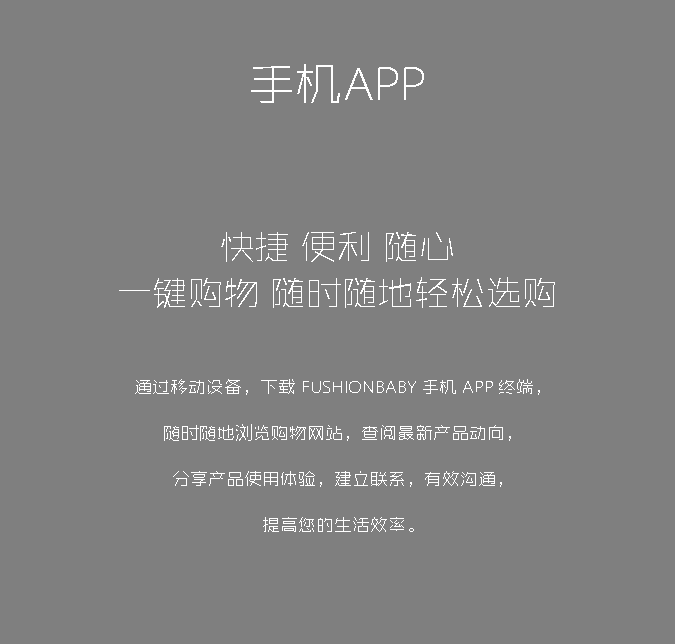 手机APP
快捷 便利 随心
一键购物 随时随地轻松选购
通过移动设备，下载 FUSHIONBABY 手机 APP 终端，
随时随地浏览购物网站，查阅最新产品动向，
分享产品使用体验，建立联系，有效沟通，
提高您的生活效率。